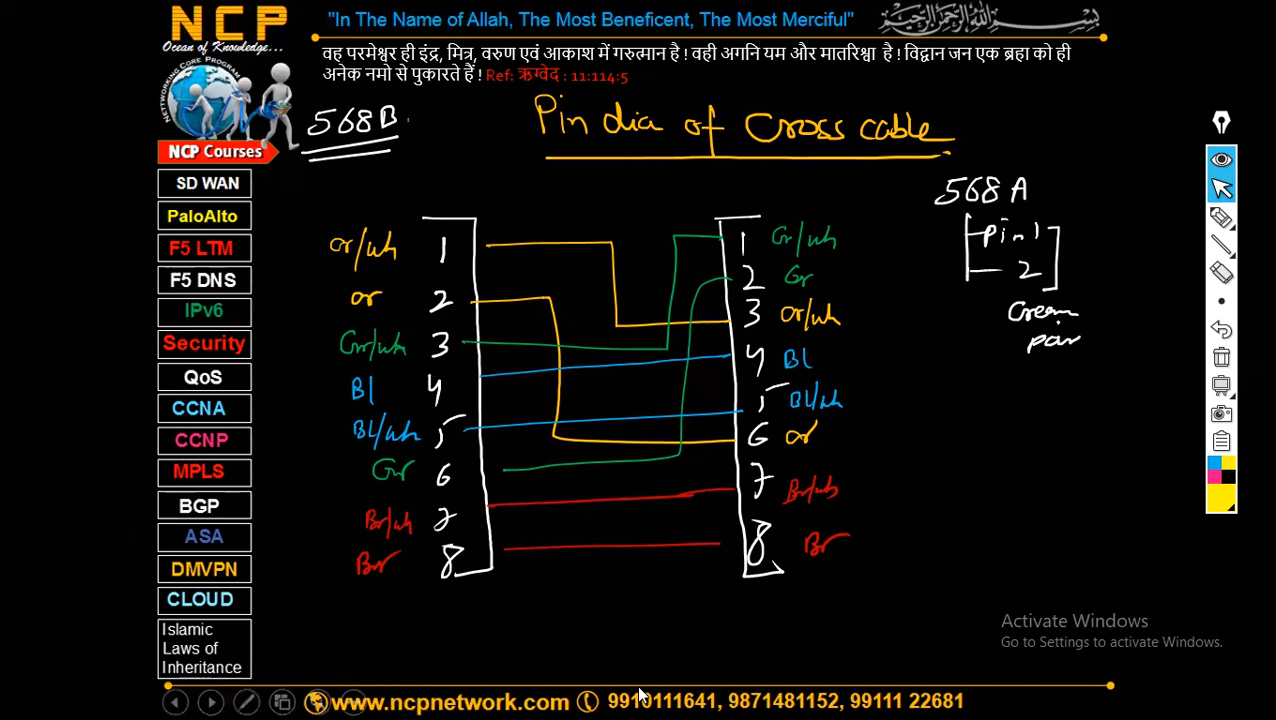 NCP
Ocean of Knowledge...
NETWORKING CORE PROGRAM
NCP Courses
"In The Name of Allah, The Most Beneficent, The Most Merciful"
वह परमेश्वर ही इंद्र, मित्र, वरुण एवं आकाश में गरुत्मान है ! वही अगनि यम और मातरिश्वा है ! विद्वान जन एक ब्रहा को ही
अनेक नमो से पुकारते हैं ! Ref: ऋग्वेद : 11:114:5
568B
Pin dia of Cross cable
568 A
Pin 1
2
Green
pair
SD WAN
PaloAlto
F5 LTM
F5 DNS
IPv6
Security
QoS
CCNA
CCNP
MPLS
BGP
ASA
DMVPN
CLOUD
Islamic
Laws of
Inheritance
or/wh 1
or 2
Gr/wh 3
Bl 4
Bl/wh 5
Gr 6
Br/wh 7
Br 8
1 Gr/wh
2 Gr
3 or/wh
4 Bl
5 Bl/wh
6 or
7 Br/wh
8 Br
Activate Windows
Go to Settings to activate Windows.
www.ncpnetwork.com 9910111641, 9871481152, 99111 22681